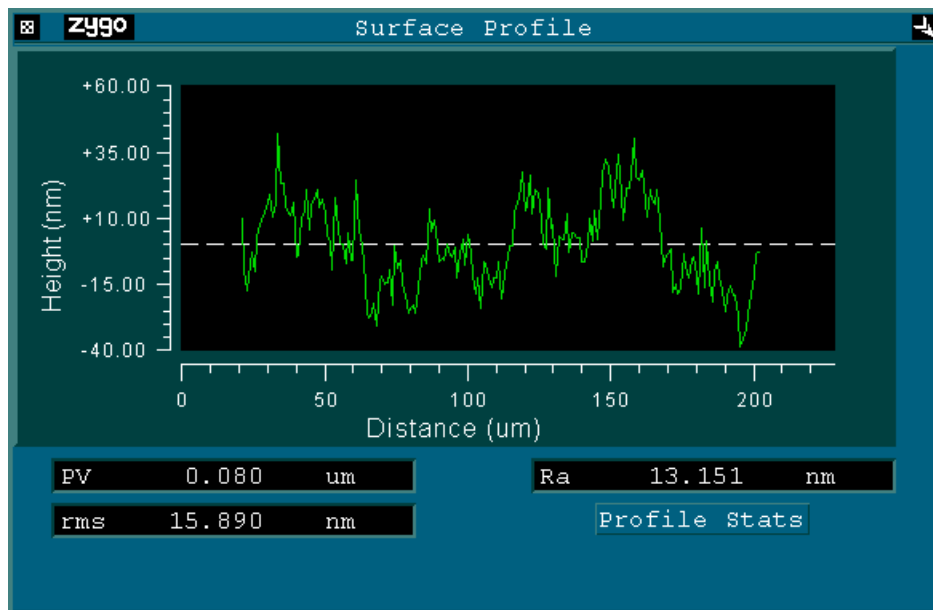 zygo Surface Profile
+60.00
+35.00
+10.00
-15.00
-40.00
Height (nm)
0 50 100 150 200
Distance (um)
PV 0.080 um
Ra 13.151 nm
rms 15.890 nm
Profile Stats